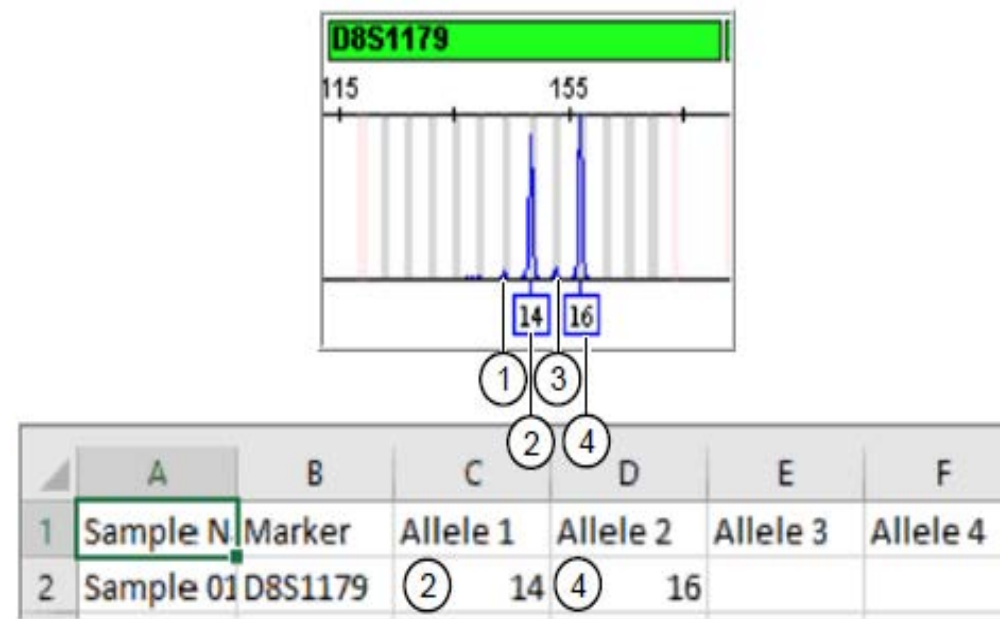 D8S1179
115 155
14 16
1 3
2 4
A B C D E F
1 Sample N Marker Allele 1 Allele 2 Allele 3 Allele 4
2 Sample 01 D8S1179 2 14 4 16